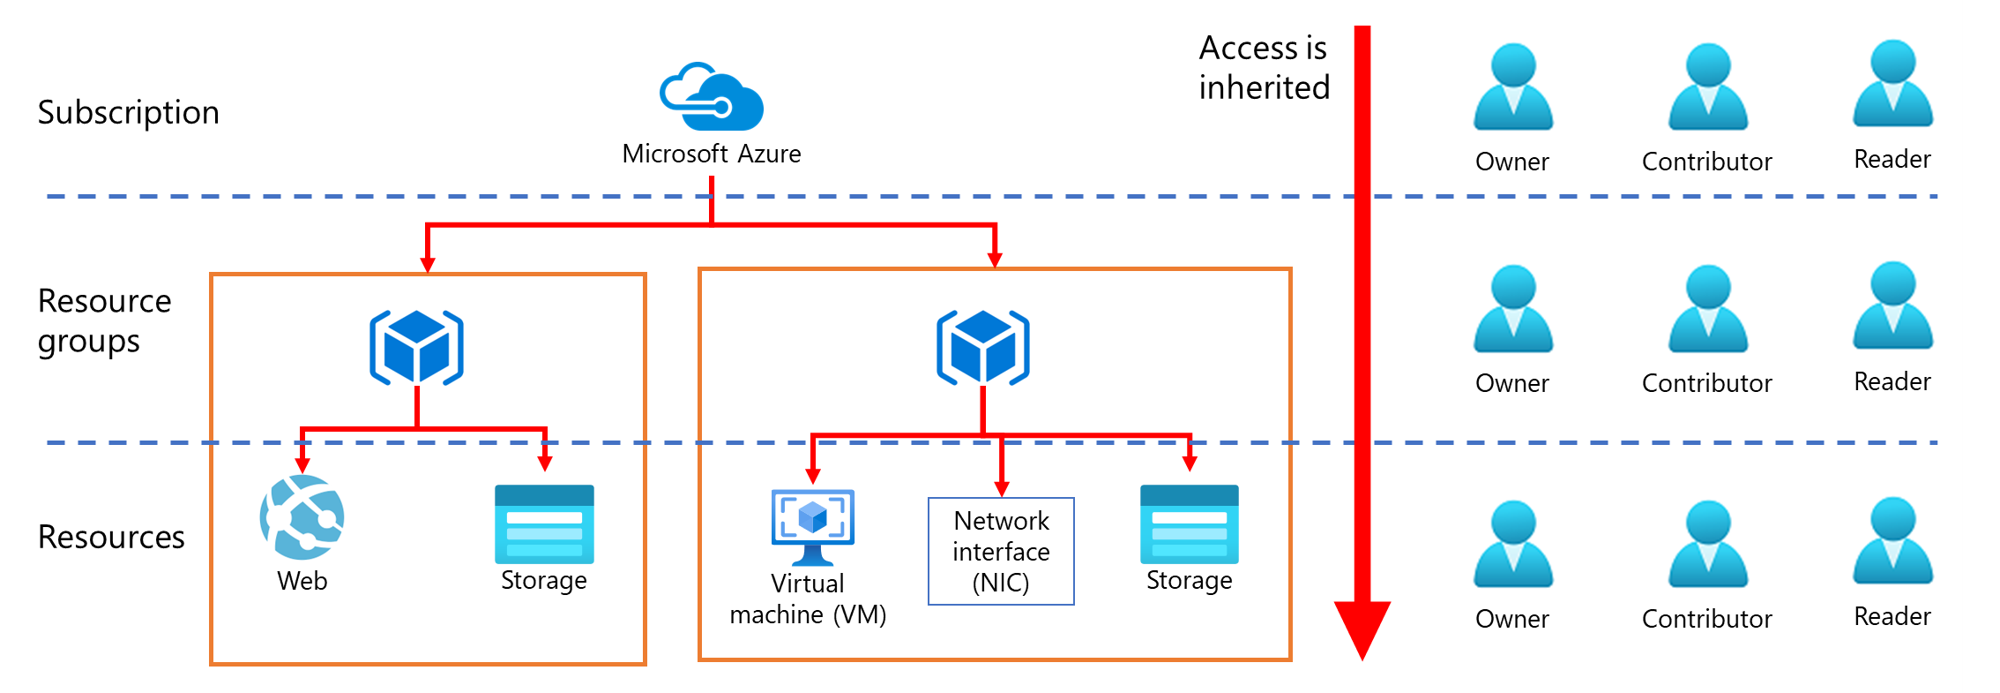 Subscription
Microsoft Azure
Access is
inherited
Owner
Contributor
Reader
Resource
groups
Owner
Contributor
Reader
Resources
Web
Storage
Virtual
machine (VM)
Network
interface
(NIC)
Storage
Owner
Contributor
Reader